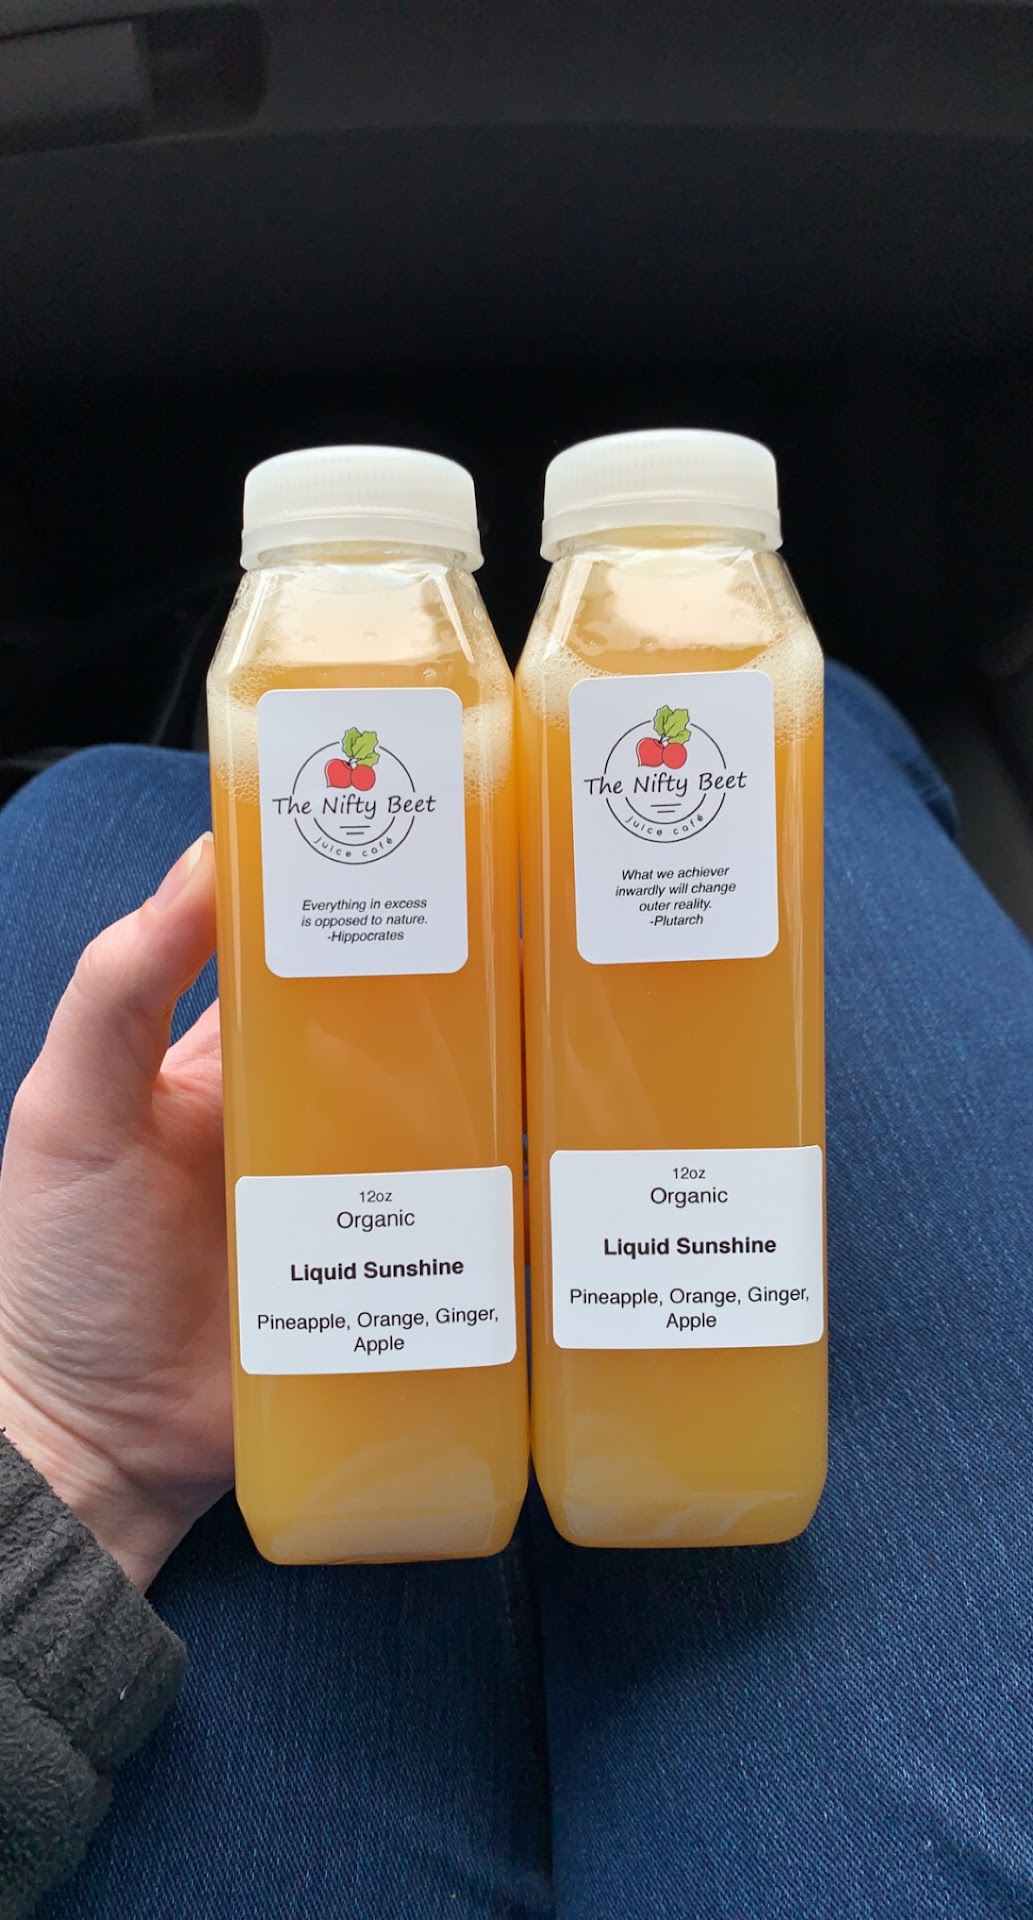 The Nifty Beet
juice café
Everything in excess
is opposed to nature.
-Hippocrates
12oz
Organic
Liquid Sunshine
Pineapple, Orange, Ginger,
Apple
The Nifty Beet
juice café
What we achiever
inwardly will change
outer reality.
-Plutarch
12oz
Organic
Liquid Sunshine
Pineapple, Orange, Ginger,
Apple